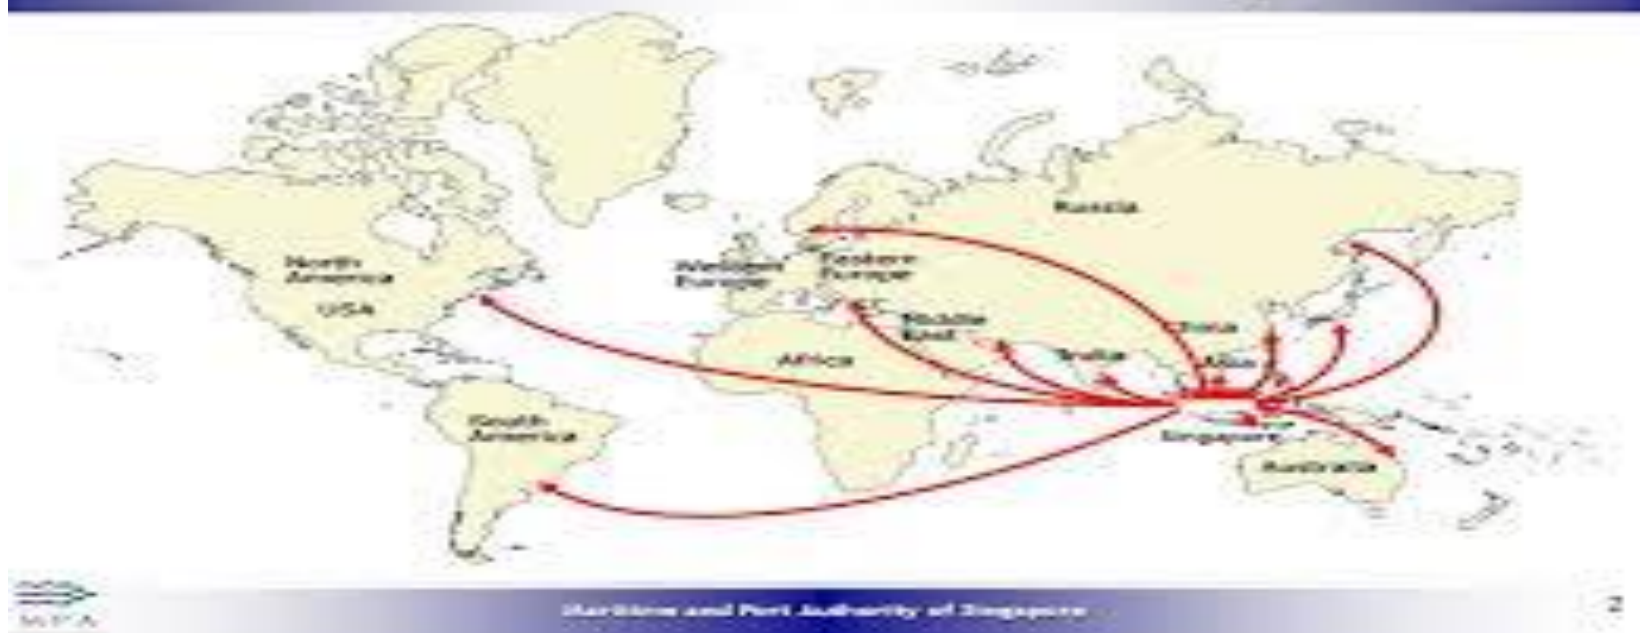 Russia
North
America
USA
Western
Europe
Eastern
Europe
Middle
East
China
India
Asia
Africa
South
America
Singapore
Australia
MPA
Maritime and Port Authority of Singapore
2